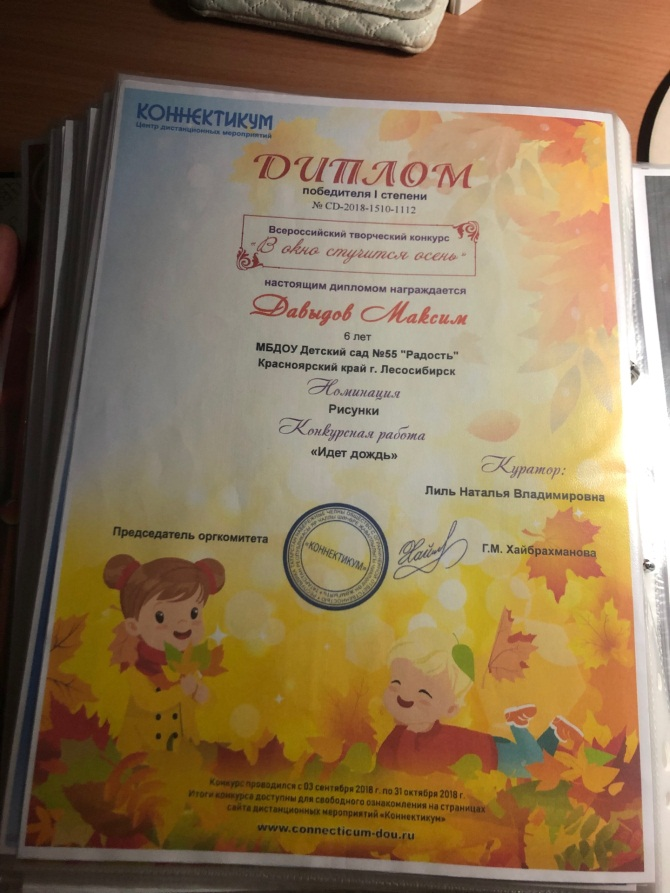 КОННЕКТИКУМ
Центр дистанционных мероприятий
ДИПЛОМ
победителя I степени
№ CD-2018-1510-1112
Всероссийский творческий конкурс
"В окно стучится осень"
настоящим дипломом награждается
Давыдов Максим
6 лет
МБДОУ Детский сад №55 "Радость"
Красноярский край г. Лесосибирск
Номинация
Рисунки
Конкурсная работа
«Идет дождь»
Куратор:
Лиль Наталья Владимировна
Председатель оргкомитета
«КОННЕКТИКУМ»
Г.М. Хайбрахманова
Конкурс проводился с 03 сентября 2018 г. по 31 октября 2018 г.
Итоги конкурса доступны для свободного ознакомления на страницах
сайта дистанционных мероприятий «Коннектикум»
www.connecticum-dou.ru